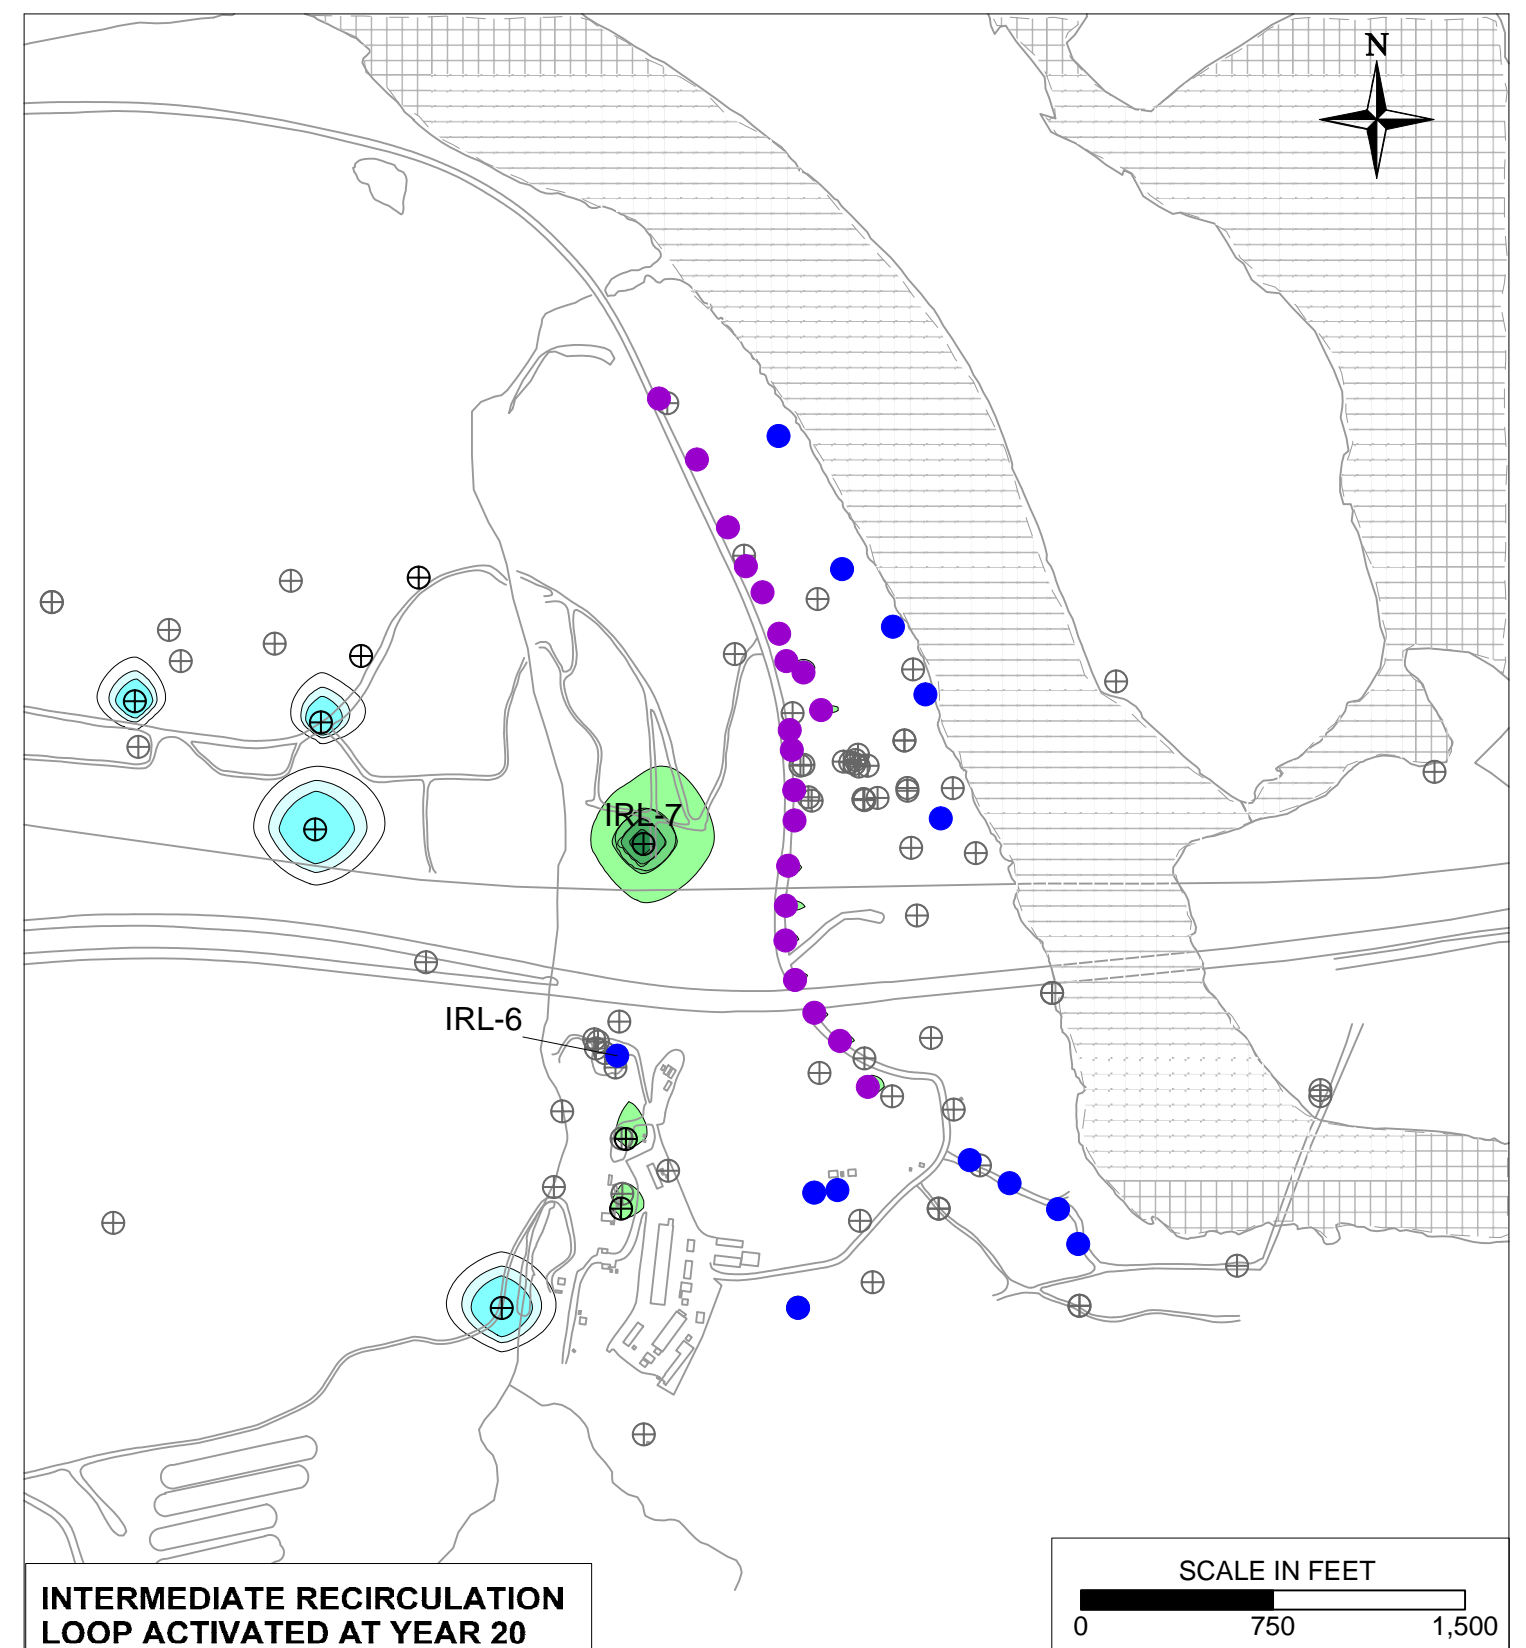 N
IRL-7
IRL-6
INTERMEDIATE RECIRCULATION
LOOP ACTIVATED AT YEAR 20
SCALE IN FEET
0 750 1,500